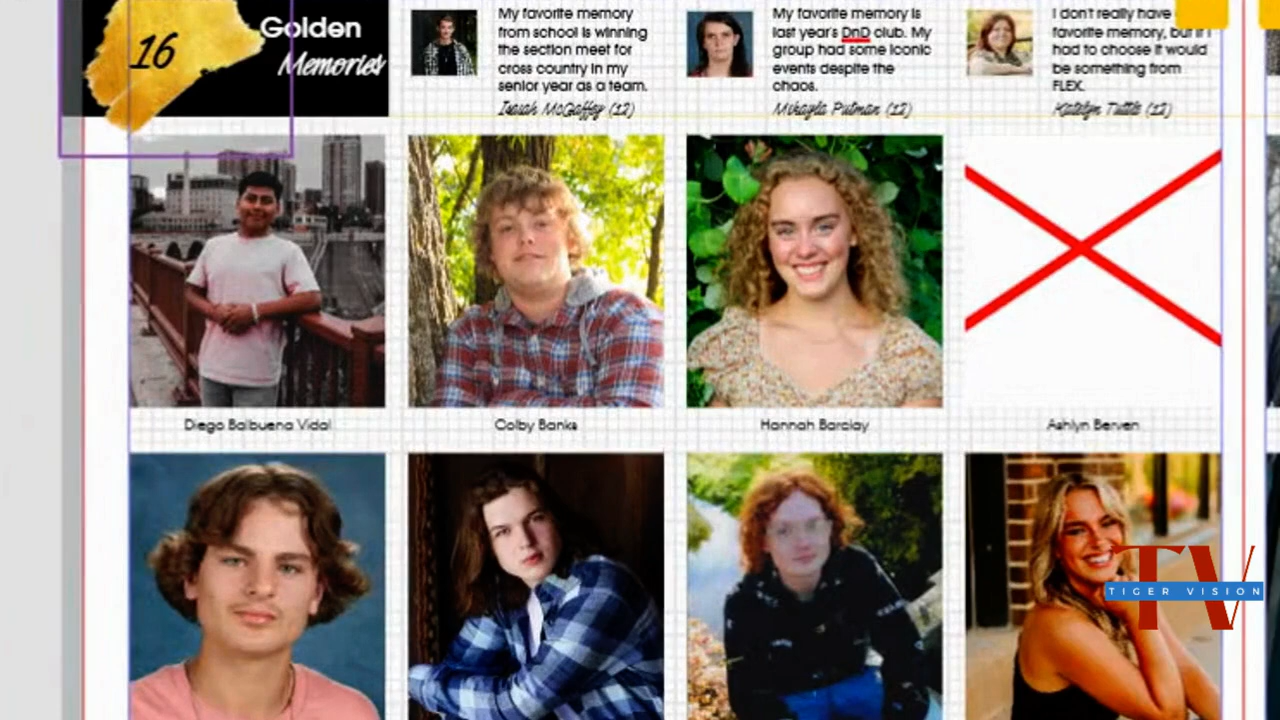 16
Golden
Memories
My favorite memory
from school is winning
the section meet for
cross country in my
senior year as a team.
Isaiah McGaffey (12)
My favorite memory is
last year's DnD club. My
group had some iconic
events despite the
chaos.
Mikayla Putman (12)
I don't really have
favorite memory, but if I
had to choose it would
be something from
FLEX.
Katelyn Tuttle (12)
Diego Balbuena Vidal
Colby Banks
Hannah Barclay
Ashlyn Berven
TV
TIGER VISION